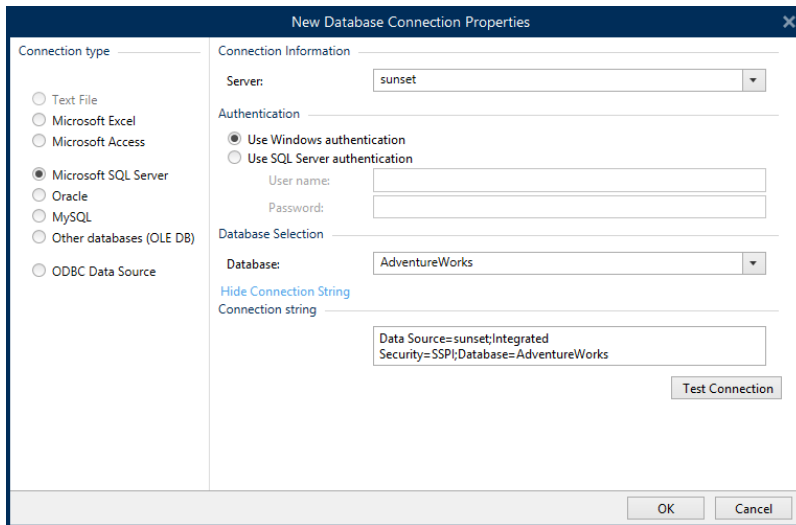 New Database Connection Properties
Connection type
Text File
Microsoft Excel
Microsoft Access
Microsoft SQL Server
Oracle
MySQL
Other databases (OLE DB)
ODBC Data Source
Connection Information
Server:
sunset
Authentication
Use Windows authentication
Use SQL Server authentication
User name:
Password:
Database Selection
Database:
AdventureWorks
Hide Connection String
Connection string
Data Source=sunset;Integrated
Security=SSPI;Database=AdventureWorks
Test Connection
OK
Cancel